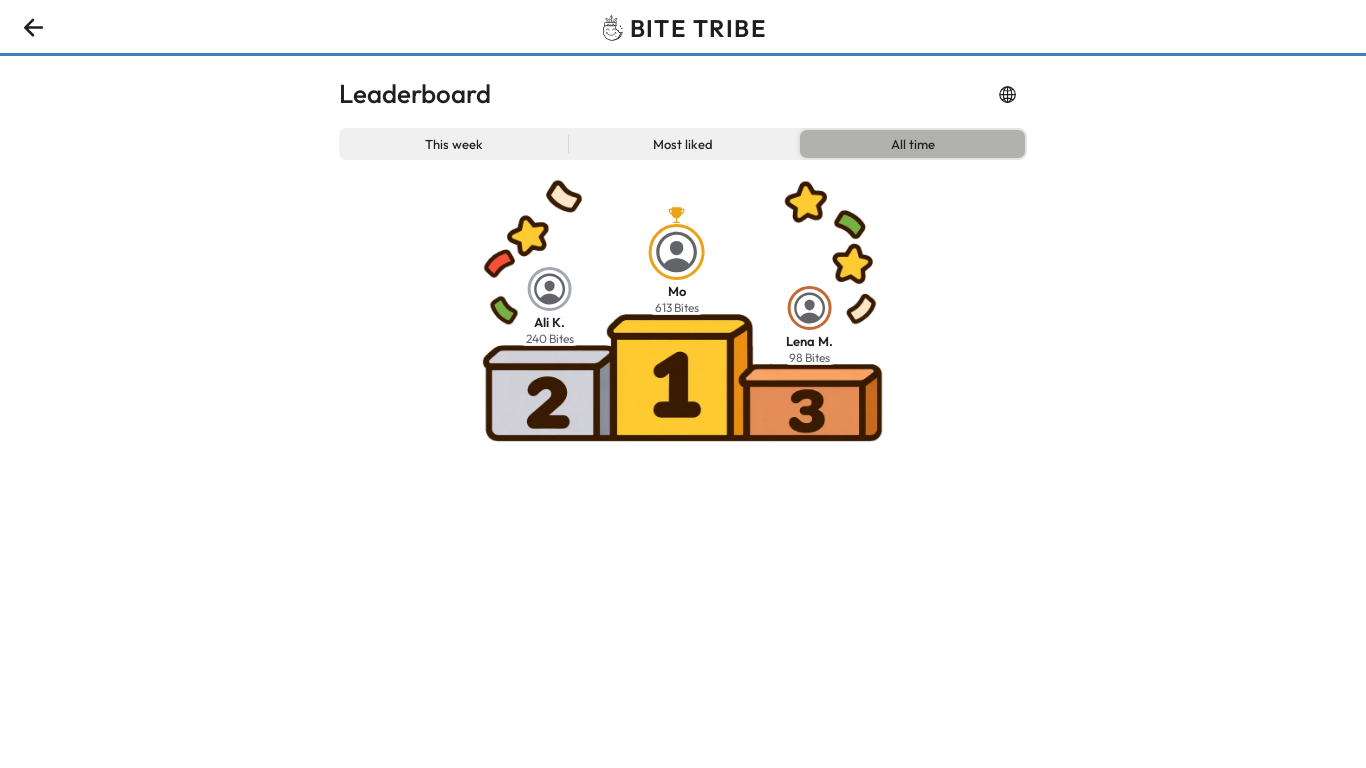 BITE TRIBE
Leaderboard
This week
Most liked
All time
Mo
613 Bites
Ali K.
240 Bites
Lena M.
98 Bites
1
2
3